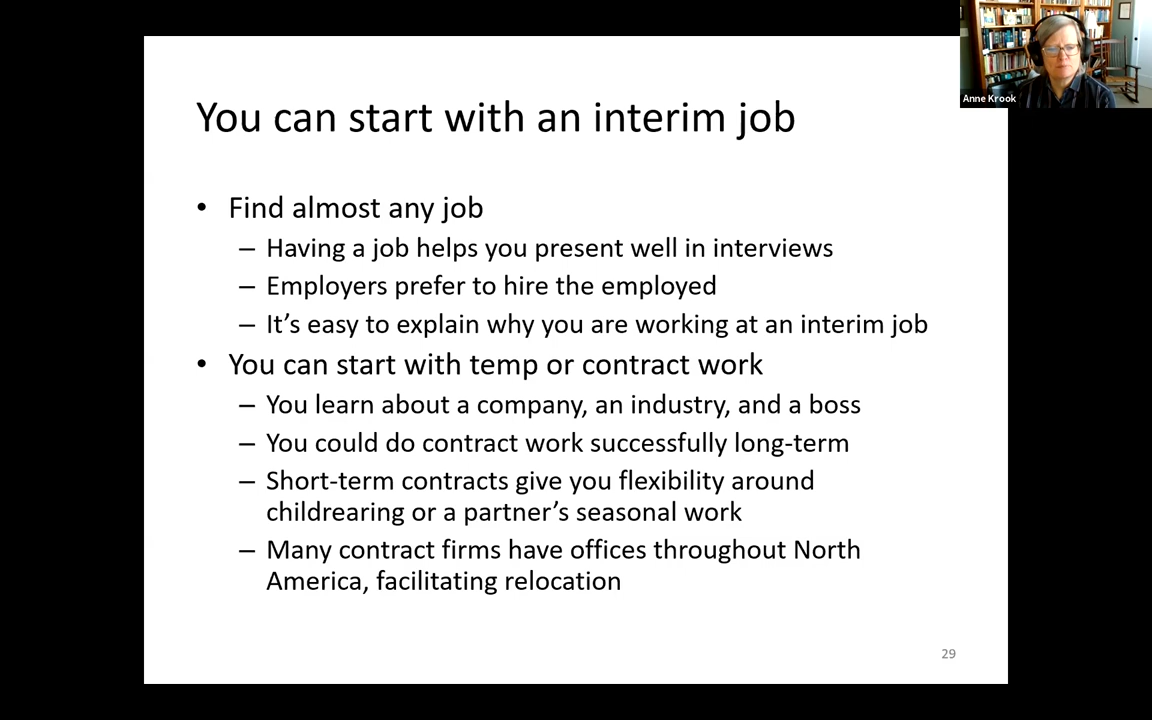 You can start with an interim job
• Find almost any job
– Having a job helps you present well in interviews
– Employers prefer to hire the employed
– It’s easy to explain why you are working at an interim job
• You can start with temp or contract work
– You learn about a company, an industry, and a boss
– You could do contract work successfully long-term
– Short-term contracts give you flexibility around
childrearing or a partner’s seasonal work
– Many contract firms have offices throughout North
America, facilitating relocation
29
Anne Krook